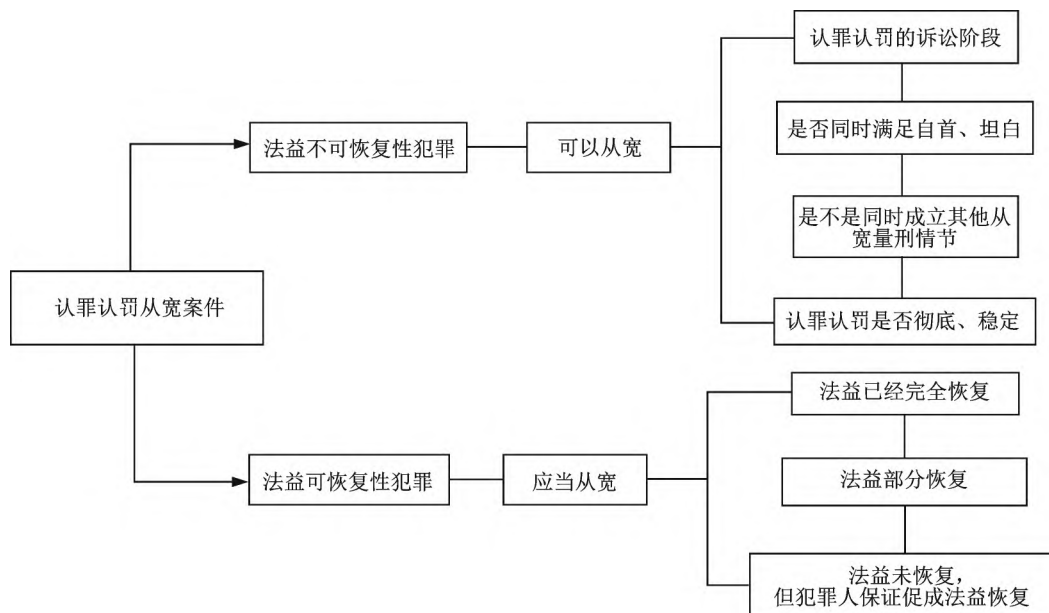 认罪认罚从宽案件
法益不可恢复性犯罪
可以从宽
认罪认罚的诉讼阶段
是否同时满足自首、坦白
是不是同时成立其他从
宽量刑情节
认罪认罚是否彻底、稳定
法益可恢复性犯罪
应当从宽
法益已经完全恢复
法益部分恢复
法益未恢复，
但犯罪人保证促成法益恢复